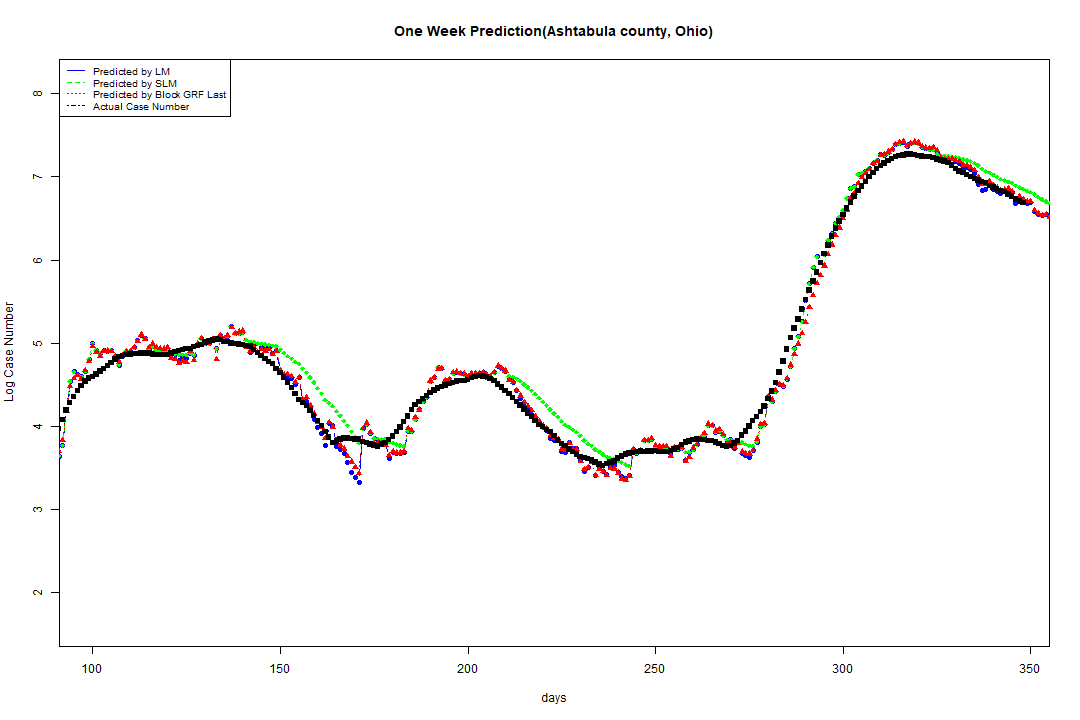 One Week Prediction(Ashtabula county, Ohio)
Predicted by LM
Predicted by SLM
Predicted by Block GRF Last
Actual Case Number
8
7
6
5
4
3
2
Log Case Number
100 150 200 250 300 350
days